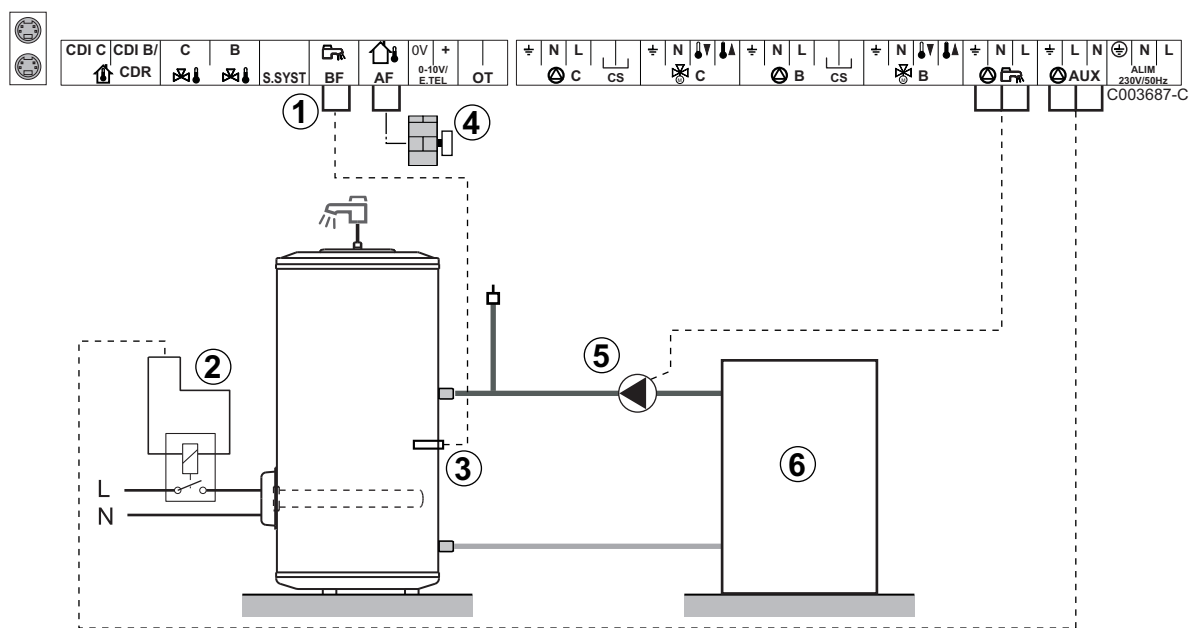 CDI C CDI B/ C B 0V + ⏚ N L ⏚ N ⏚ N L ⏚ N ⏚ N L ⏚ L N N L
CDR S.SYST BF AF 0-10V/ OT C CS C B CS B AUX ALIM
E.TEL 230V/50Hz
M M
C003687-C
1
4
2
5
3
6
L
N